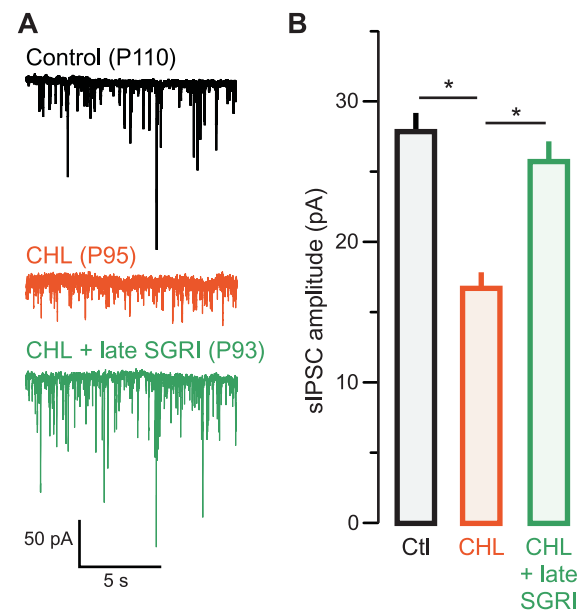 A
Control (P110)
CHL (P95)
CHL + late SGRI (P93)
50 pA
5 s
B
sIPSC amplitude (pA)
30
20
10
0
*
*
Ctl
CHL
CHL
+ late
SGRI